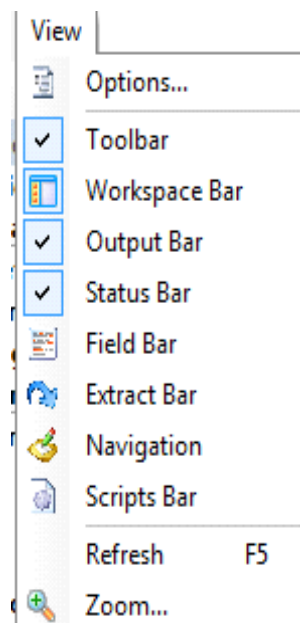 View
Options...
Toolbar
Workspace Bar
Output Bar
Status Bar
Field Bar
Extract Bar
Navigation
Scripts Bar
Refresh F5
Zoom...